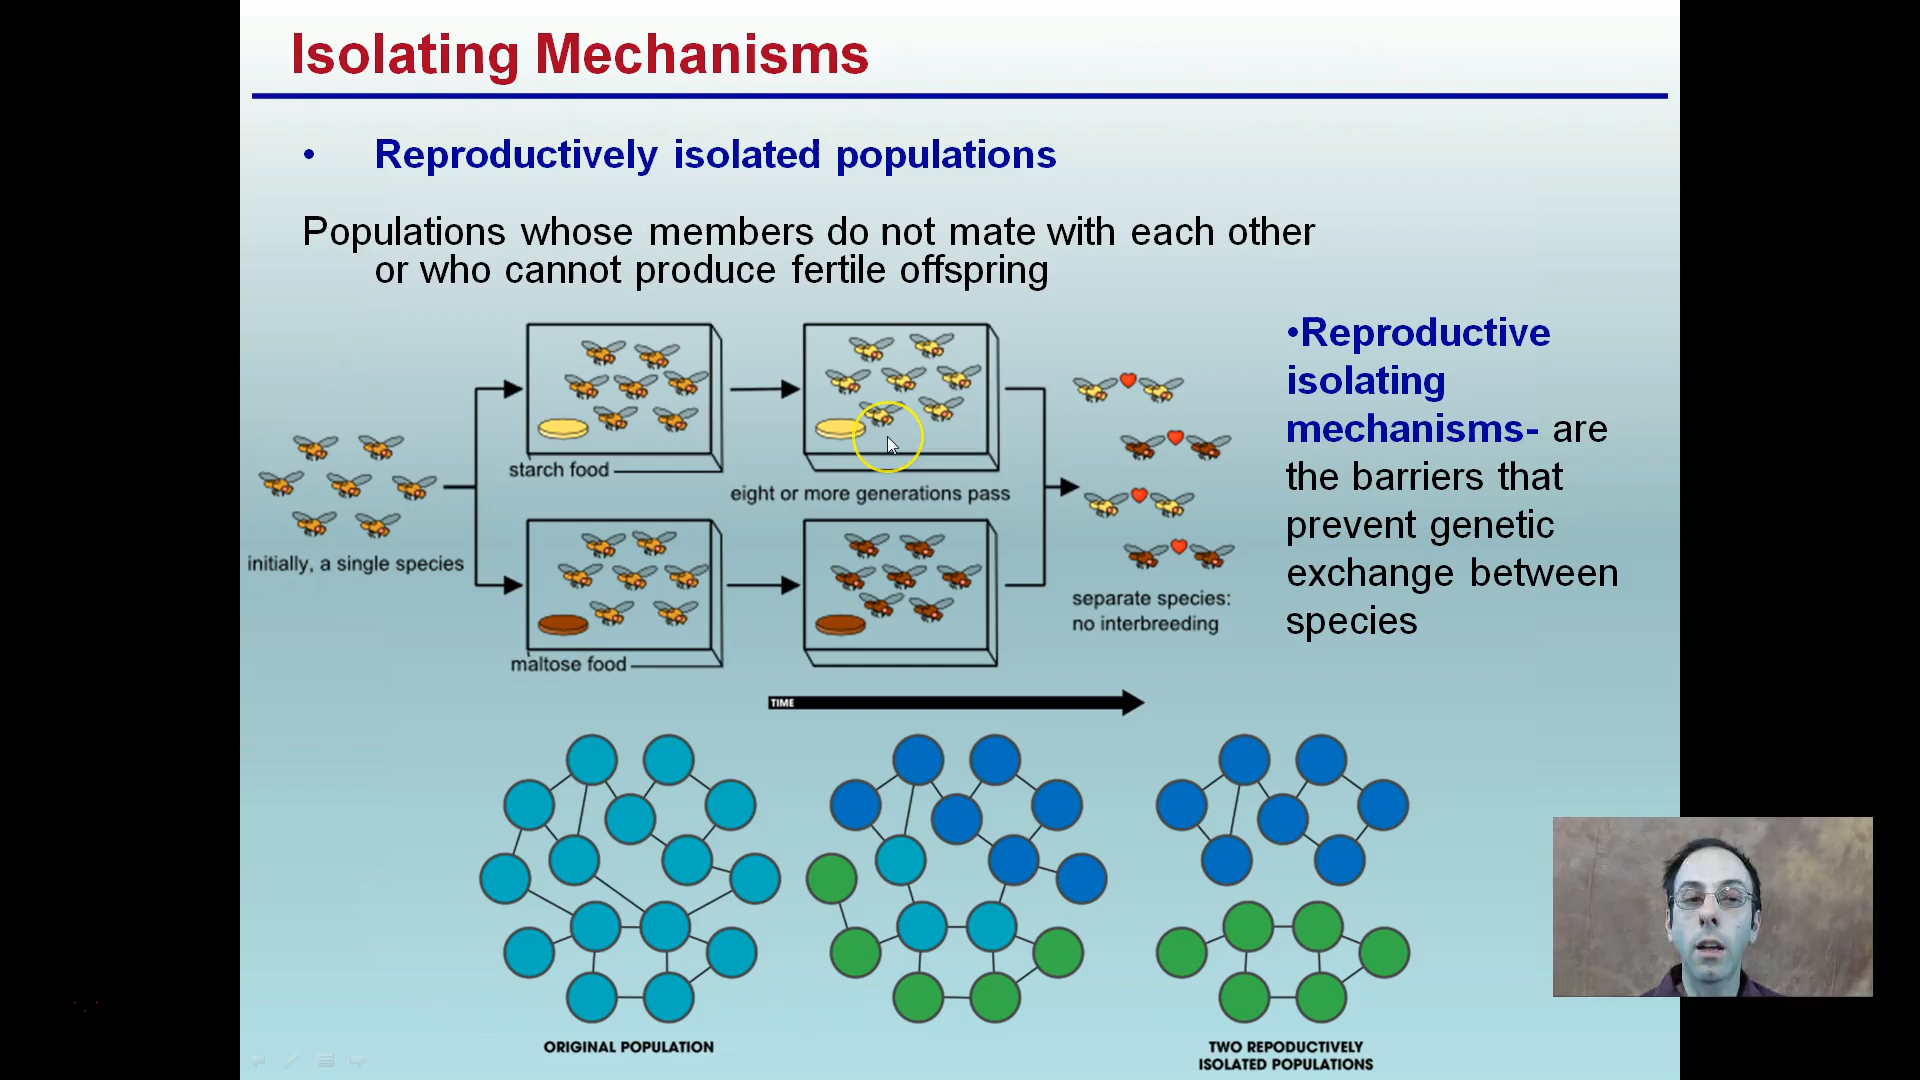 Isolating Mechanisms
• Reproductively isolated populations
Populations whose members do not mate with each other
or who cannot produce fertile offspring
•Reproductive
isolating
mechanisms- are
the barriers that
prevent genetic
exchange between
species
starch food
eight or more generations pass
initially, a single species
separate species:
no interbreeding
maltose food
TIME
ORIGINAL POPULATION
TWO REPODUCTIVELY
ISOLATED POPULATIONS